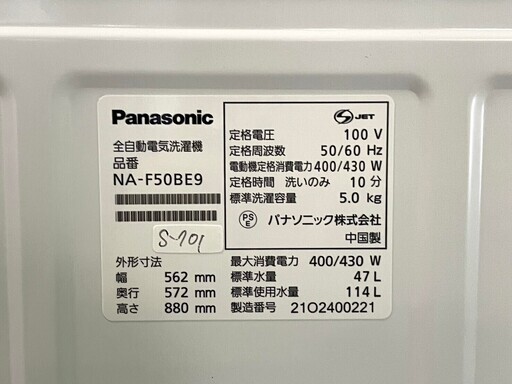 Panasonic
全自動電気洗濯機
品番
NA-F50BE9
S-701
外形寸法
幅 562 mm
奥行 572 mm
高さ 880 mm
S JET
定格電圧 100 V
定格周波数 50/60 Hz
電動機定格消費電力 400/430 W
定格時間 洗いのみ 10 分
標準洗濯容量 5.0 kg
PS E パナソニック株式会社
中国製
最大消費電力 400/430 W
標準水量 47 L
標準使用水量 114 L
製造番号 21O2400221